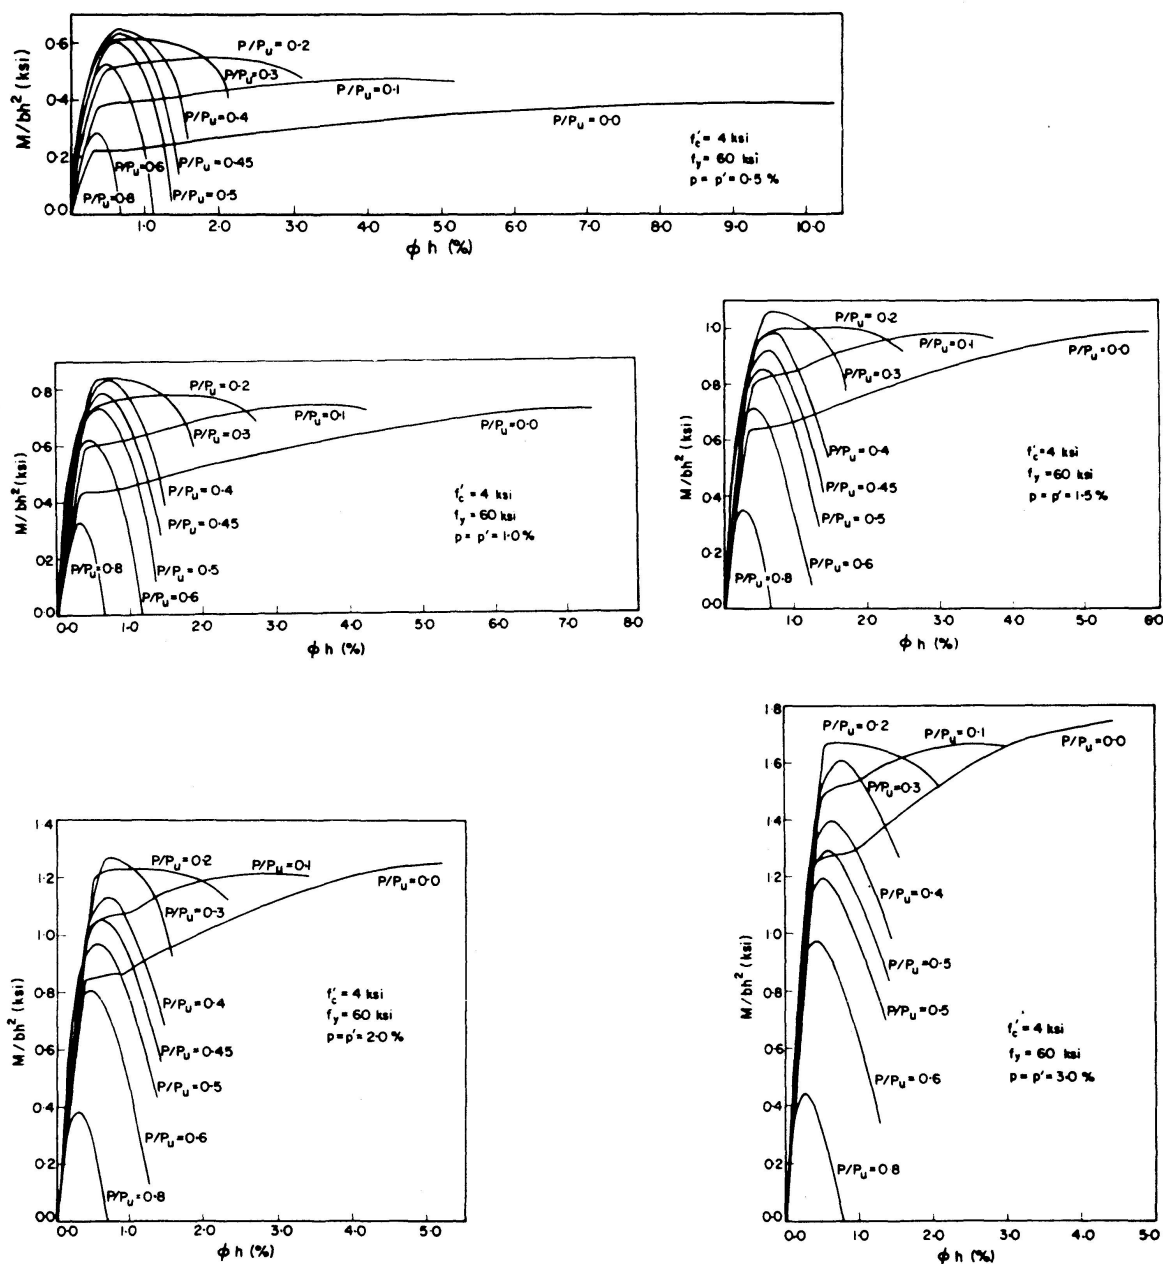 M/bh² (ksi)
0·6
0·4
0·2
0·0
P/Pᵤ = 0·2
P/Pᵤ = 0·3
P/Pᵤ = 0·1
P/Pᵤ = 0·4
P/Pᵤ = 0·0
P/Pᵤ = 0·6
P/Pᵤ = 0·45
P/Pᵤ = 0·8
P/Pᵤ = 0·5
f'c = 4 ksi
fy = 60 ksi
p = p' = 0·5 %
1·0 2·0 3·0 4·0 5·0 6·0 7·0 8·0 9·0 10·0
ϕ h (%)
M/bh² (ksi)
0·8
0·6
0·4
0·2
0·0
P/Pᵤ = 0·2
P/Pᵤ = 0·1
P/Pᵤ = 0·0
P/Pᵤ = 0·3
P/Pᵤ = 0·4
P/Pᵤ = 0·45
P/Pᵤ = 0·8
P/Pᵤ = 0·5
P/Pᵤ = 0·6
f'c = 4 ksi
fy = 60 ksi
p = p' = 1·0 %
0·0 1·0 2·0 3·0 4·0 5·0 6·0 7·0 8·0
ϕ h (%)
M/bh² (ksi)
1·0
0·8
0·6
0·4
0·2
0·0
P/Pᵤ = 0·2
P/Pᵤ = 0·1
P/Pᵤ = 0·0
P/Pᵤ = 0·3
P/Pᵤ = 0·4
P/Pᵤ = 0·45
P/Pᵤ = 0·5
P/Pᵤ = 0·6
P/Pᵤ = 0·8
f'c = 4 ksi
fy = 60 ksi
p = p' = 1·5 %
1·0 2·0 3·0 4·0 5·0 6·0
ϕ h (%)
M/bh² (ksi)
1·4
1·2
1·0
0·8
0·6
0·4
0·2
0·0
P/Pᵤ = 0·2
P/Pᵤ = 0·1
P/Pᵤ = 0·0
P/Pᵤ = 0·3
P/Pᵤ = 0·4
P/Pᵤ = 0·45
P/Pᵤ = 0·5
P/Pᵤ = 0·6
P/Pᵤ = 0·8
f'c = 4 ksi
fy = 60 ksi
p = p' = 2·0 %
0·0 1·0 2·0 3·0 4·0 5·0
ϕ h (%)
M/bh² (ksi)
1·8
1·6
1·4
1·2
1·0
0·8
0·6
0·4
0·2
0·0
P/Pᵤ = 0·2
P/Pᵤ = 0·1
P/Pᵤ = 0·0
P/Pᵤ = 0·3
P/Pᵤ = 0·4
P/Pᵤ = 0·5
P/Pᵤ = 0·5
P/Pᵤ = 0·6
P/Pᵤ = 0·8
f'c = 4 ksi
fy = 60 ksi
p = p' = 3·0 %
0·0 1·0 2·0 3·0 4·0 5·0
ϕ h (%)